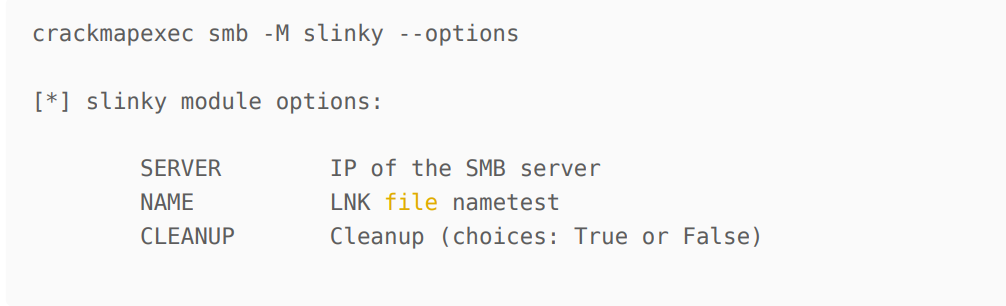 crackmapexec smb -M slinky --options
[*] slinky module options:
SERVER IP of the SMB server
NAME LNK file nametest
CLEANUP Cleanup (choices: True or False)